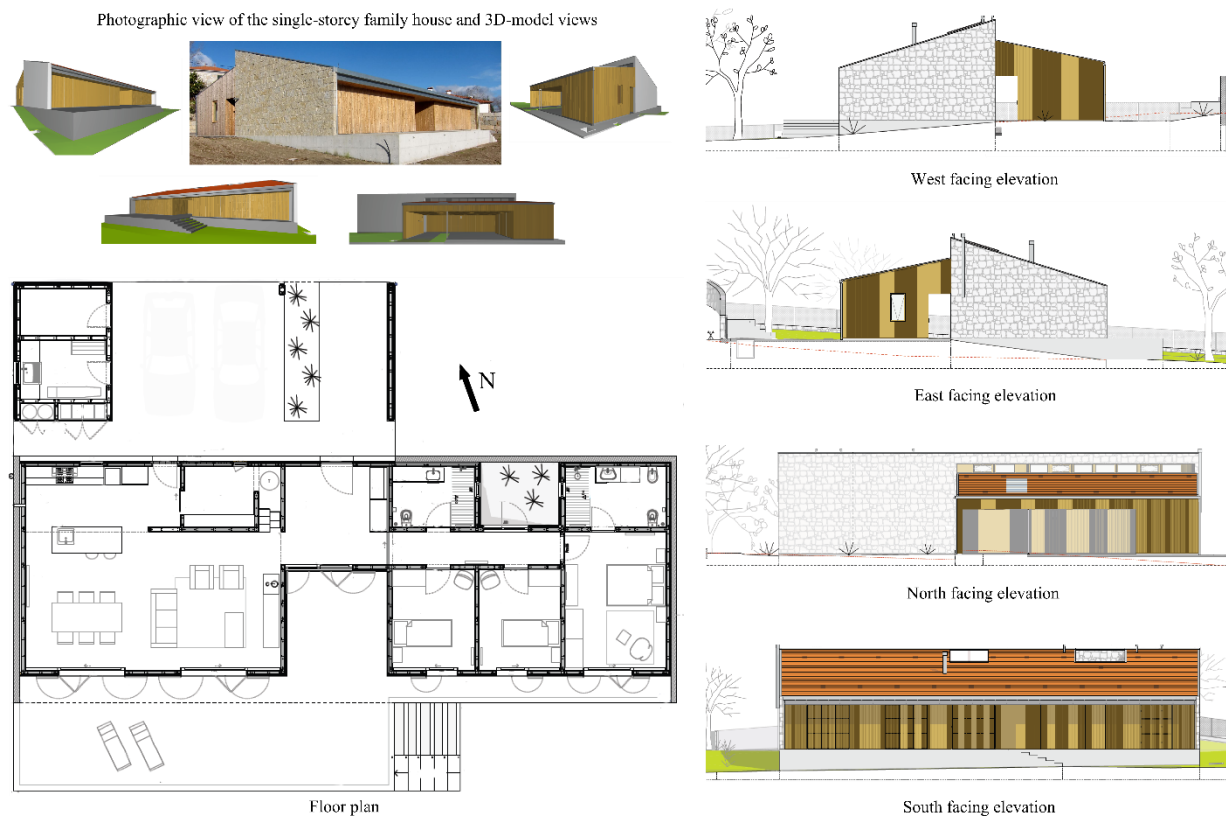 Photographic view of the single-storey family house and 3D-model views
West facing elevation
East facing elevation
N
North facing elevation
Floor plan
South facing elevation